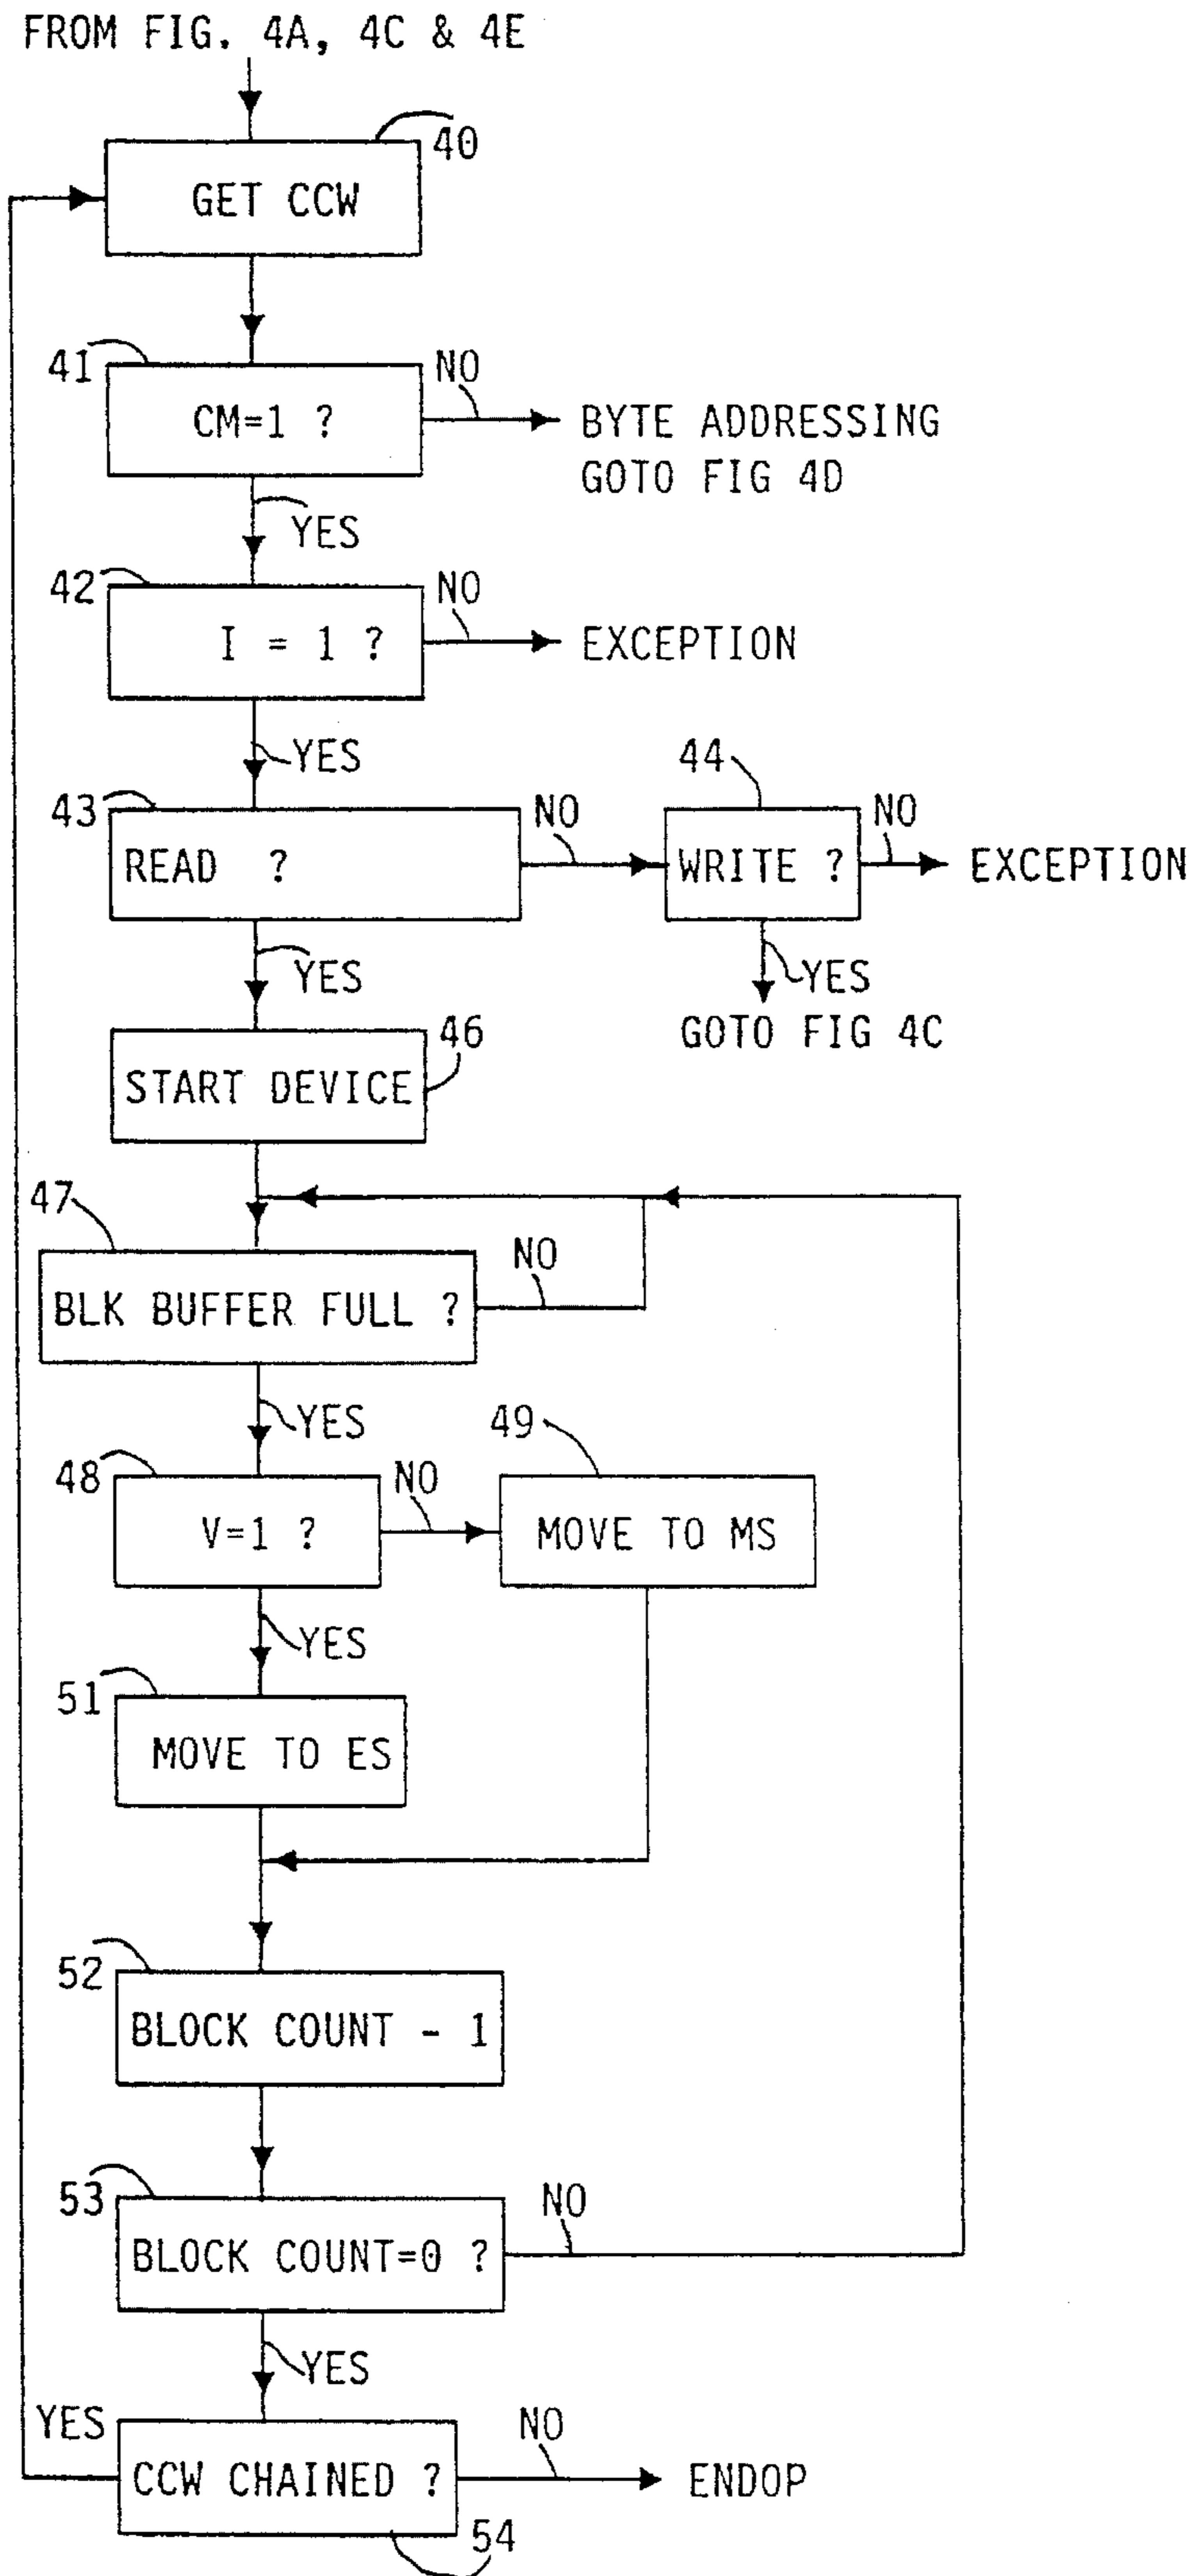 FROM FIG. 4A, 4C & 4E
40
GET CCW
41
NO
CM=1 ?
BYTE ADDRESSING
GOTO FIG 4D
YES
42
NO
I = 1 ?
EXCEPTION
YES
44
43
NO
NO
READ ?
WRITE ?
EXCEPTION
YES
YES
GOTO FIG 4C
46
START DEVICE
47
NO
BLK BUFFER FULL ?
YES
49
48
NO
V=1 ?
MOVE TO MS
YES
51
MOVE TO ES
52
BLOCK COUNT - 1
53
NO
BLOCK COUNT=0 ?
YES
YES
NO
CCW CHAINED ?
ENDOP
54